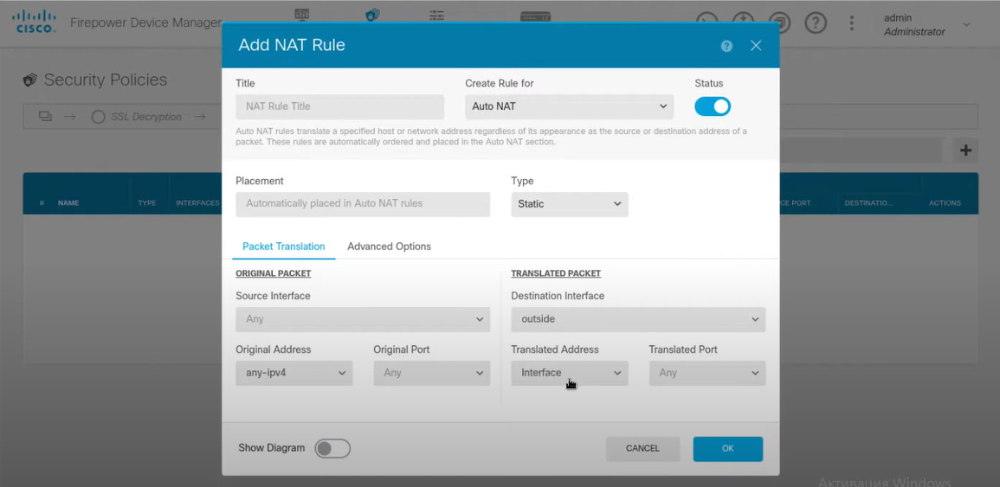 CISCO
Firepower Device Manager
admin
Administrator
Add NAT Rule
Security Policies
SSL Decryption
Title
Create Rule for
Status
NAT Rule Title
Auto NAT
Auto NAT rules translate a specified host or network address regardless of its appearance as the source or destination address of a
packet. These rules are automatically ordered and placed in the Auto NAT section.
Placement
Type
Automatically placed in Auto NAT rules
Static
# NAME TYPE INTERFACES CE PORT DESTINATIO... ACTIONS
Packet Translation
Advanced Options
ORIGINAL PACKET
TRANSLATED PACKET
Source Interface
Destination Interface
Any
outside
Original Address
Original Port
Translated Address
Translated Port
any-ipv4
Any
Interface
Any
Show Diagram
CANCEL
OK
Активация Windows